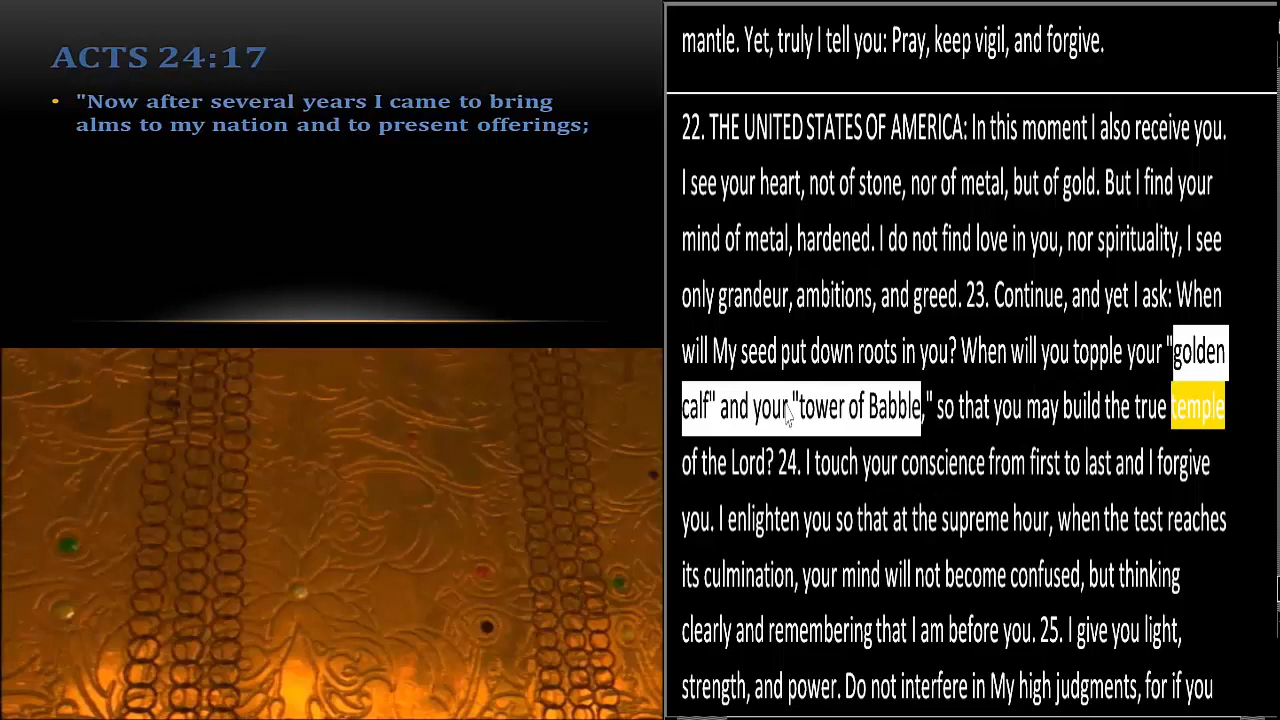 ACTS 24:17
• "Now after several years I came to bring
alms to my nation and to present offerings;
mantle. Yet, truly I tell you: Pray, keep vigil, and forgive.
22. THE UNITED STATES OF AMERICA: In this moment I also receive you.
I see your heart, not of stone, nor of metal, but of gold. But I find your
mind of metal, hardened. I do not find love in you, nor spirituality, I see
only grandeur, ambitions, and greed. 23. Continue, and yet I ask: When
will My seed put down roots in you? When will you topple your "golden
calf" and your "tower of Babble," so that you may build the true temple
of the Lord? 24. I touch your conscience from first to last and I forgive
you. I enlighten you so that at the supreme hour, when the test reaches
its culmination, your mind will not become confused, but thinking
clearly and remembering that I am before you. 25. I give you light,
strength, and power. Do not interfere in My high judgments, for if you